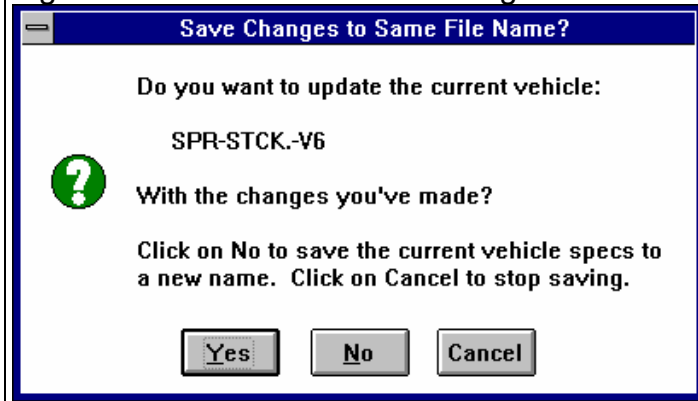 Save Changes to Same File Name?
Do you want to update the current vehicle:
SPR-STCK.-V6
With the changes you've made?
Click on No to save the current vehicle specs to
a new name.  Click on Cancel to stop saving.
Yes No Cancel